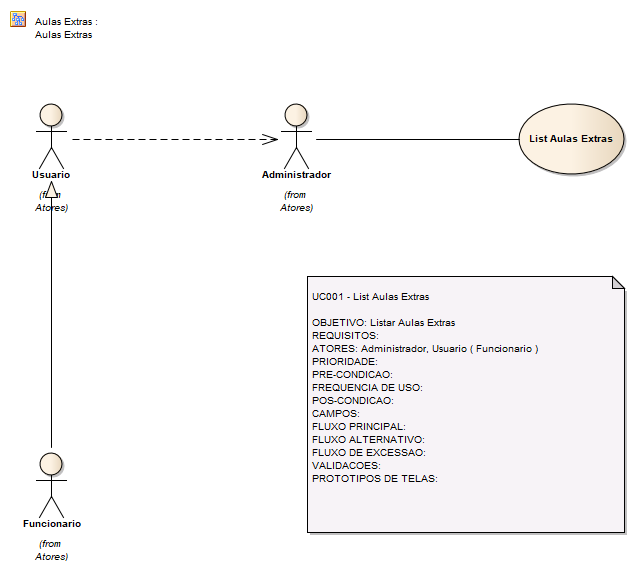 Aulas Extras :
Aulas Extras
Usuario
(from
Atores)
Administrador
(from
Atores)
List Aulas Extras
UC001 - List Aulas Extras
OBJETIVO: Listar Aulas Extras
REQUISITOS:
ATORES: Administrador, Usuario ( Funcionario )
PRIORIDADE:
PRE-CONDICAO:
FREQUENCIA DE USO:
POS-CONDICAO:
CAMPOS:
FLUXO PRINCIPAL:
FLUXO ALTERNATIVO:
FLUXO DE EXCESSAO:
VALIDACOES:
PROTOTIPOS DE TELAS:
Funcionario
(from
Atores)